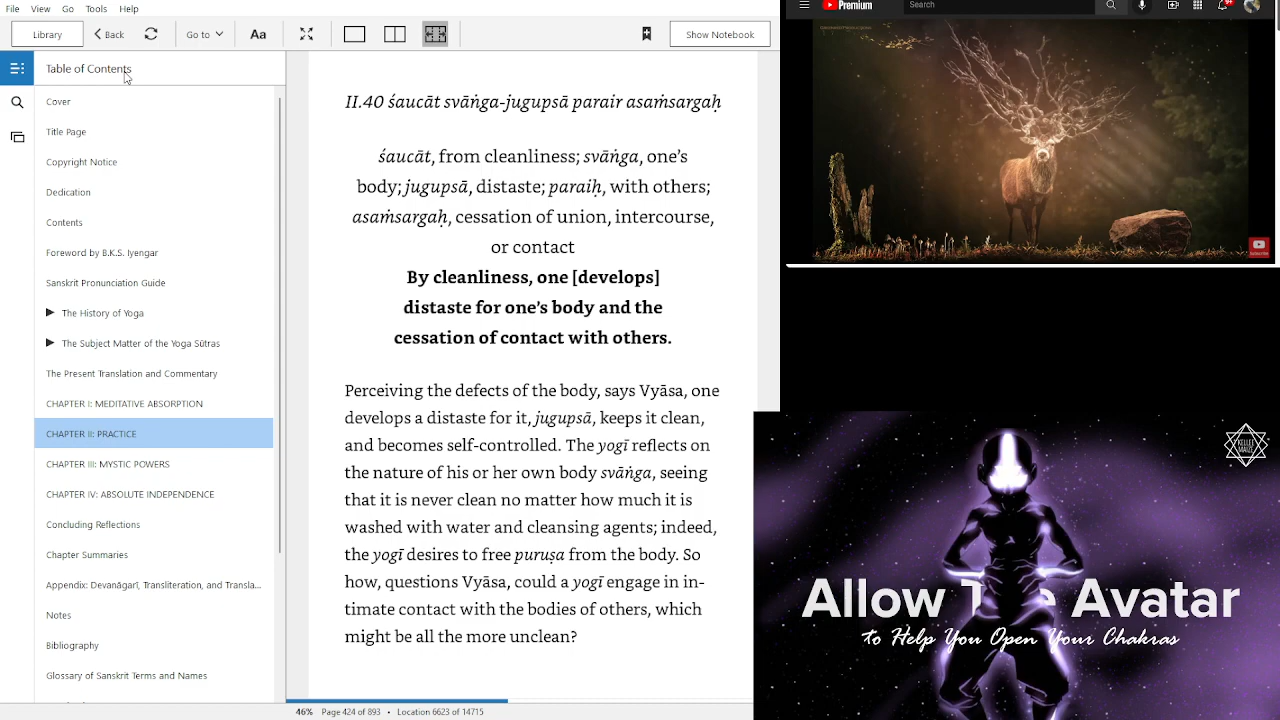 File View Go Tools Help
Library Back Go to Aa Show Notebook
Table of Contents
Cover
Title Page
Copyright Notice
Dedication
Contents
Foreword by B.K.S. Iyengar
Sanskrit Pronunciation Guide
The History of Yoga
The Subject Matter of the Yoga Sūtras
The Present Translation and Commentary
CHAPTER I: MEDITATIVE ABSORPTION
CHAPTER II: PRACTICE
CHAPTER III: MYSTIC POWERS
CHAPTER IV: ABSOLUTE INDEPENDENCE
Concluding Reflections
Chapter Summaries
Appendix: Devanāgarī, Transliteration, and Transla...
Notes
Bibliography
Glossary of Sanskrit Terms and Names
II.40 śaucāt svāṅga-jugupsā parair asaṁsargaḥ
śaucāt, from cleanliness; svāṅga, one’s
body; jugupsā, distaste; paraiḥ, with others;
asaṁsargaḥ, cessation of union, intercourse,
or contact
By cleanliness, one [develops]
distaste for one’s body and the
cessation of contact with others.
Perceiving the defects of the body, says Vyāsa, one
develops a distaste for it, jugupsā, keeps it clean,
and becomes self-controlled. The yogī reflects on
the nature of his or her own body svāṅga, seeing
that it is never clean no matter how much it is
washed with water and cleansing agents; indeed,
the yogī desires to free puruṣa from the body. So
how, questions Vyāsa, could a yogī engage in in-
timate contact with the bodies of others, which
might be all the more unclean?
46% Page 424 of 893 • Location 6623 of 14715
Premium Search 9+
Subscribe
Allow The Avatar
to Help You Open Your Chakras